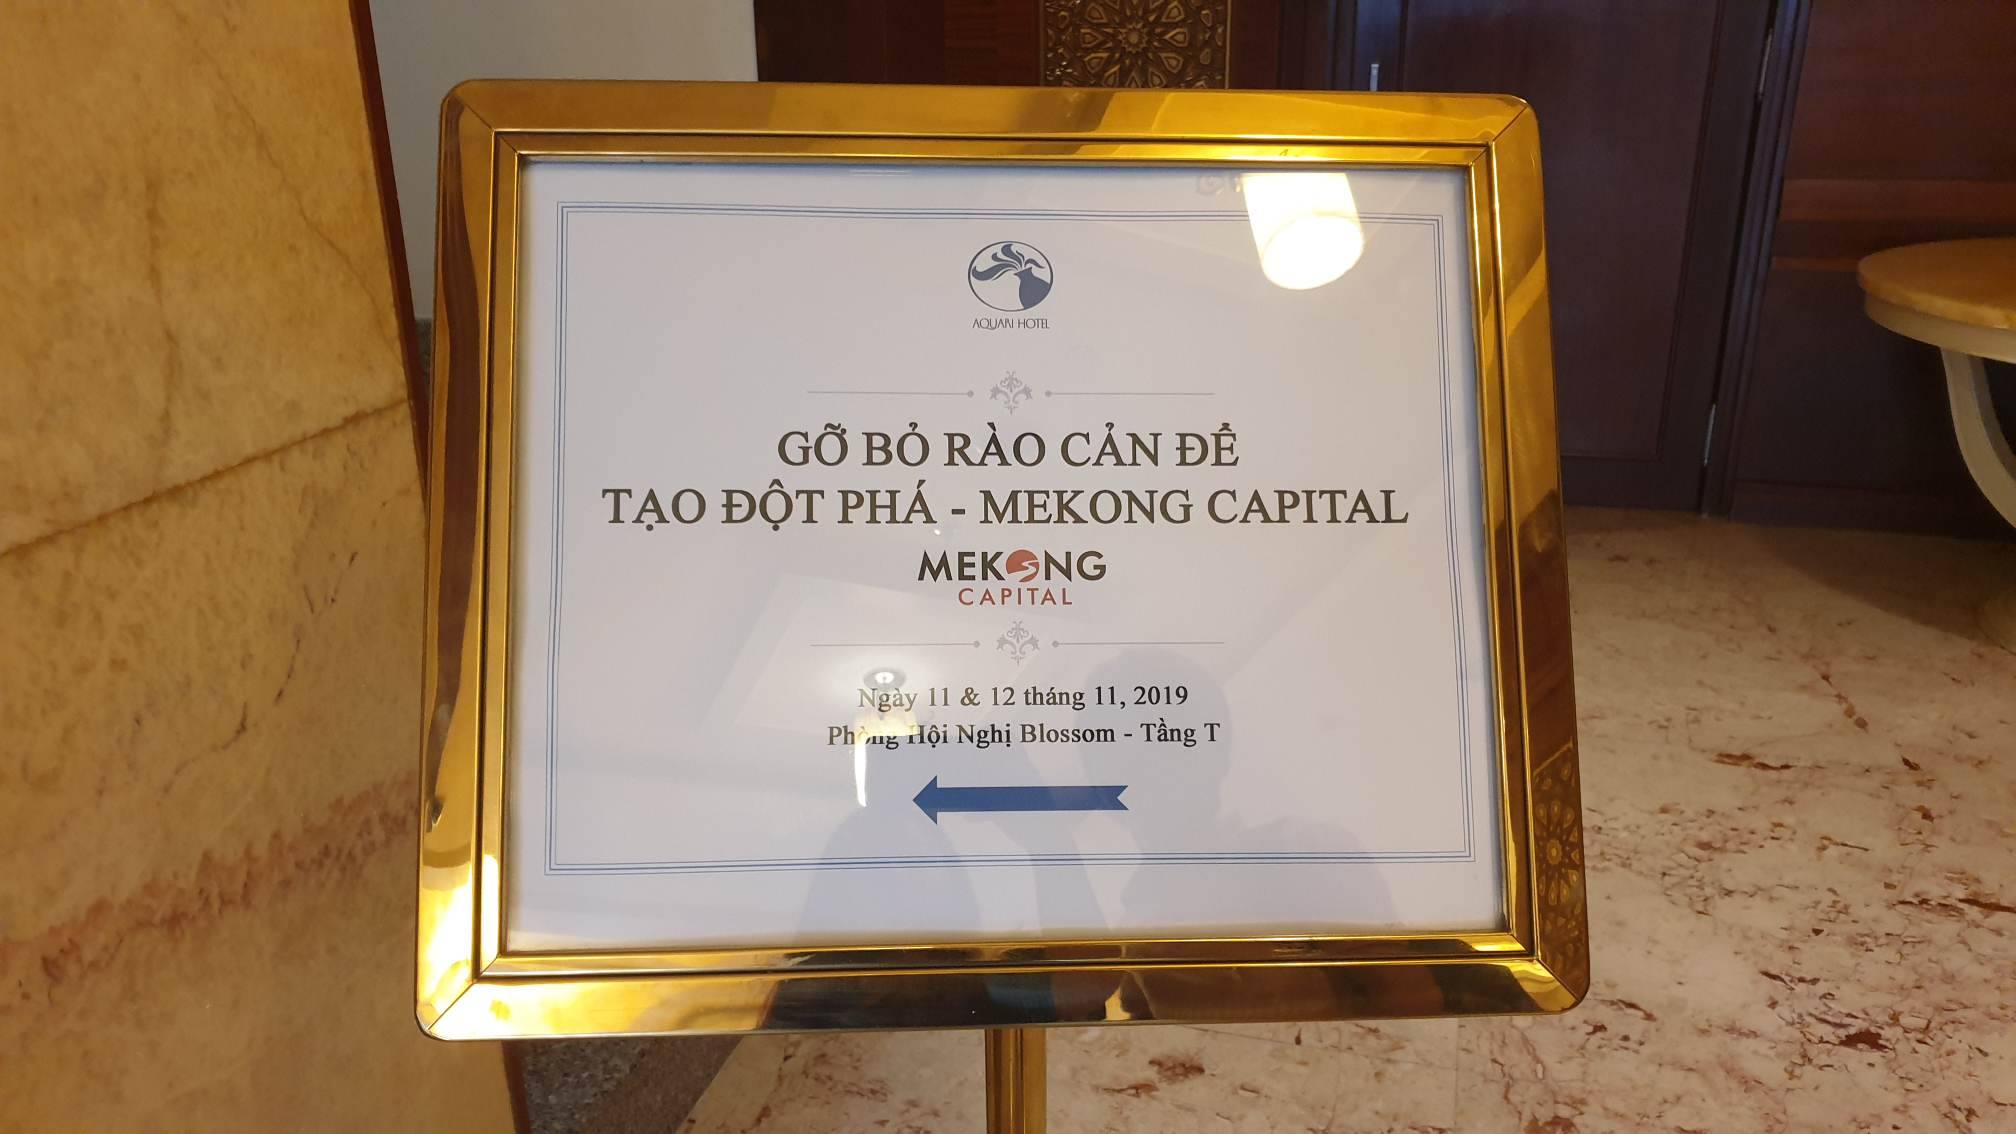 AQUARI HOTEL
GỠ BỎ RÀO CẢN ĐỂ
TẠO ĐỘT PHÁ - MEKONG CAPITAL
MEKONG
CAPITAL
Ngày 11 & 12 tháng 11, 2019
Phòng Hội Nghị Blossom - Tầng T